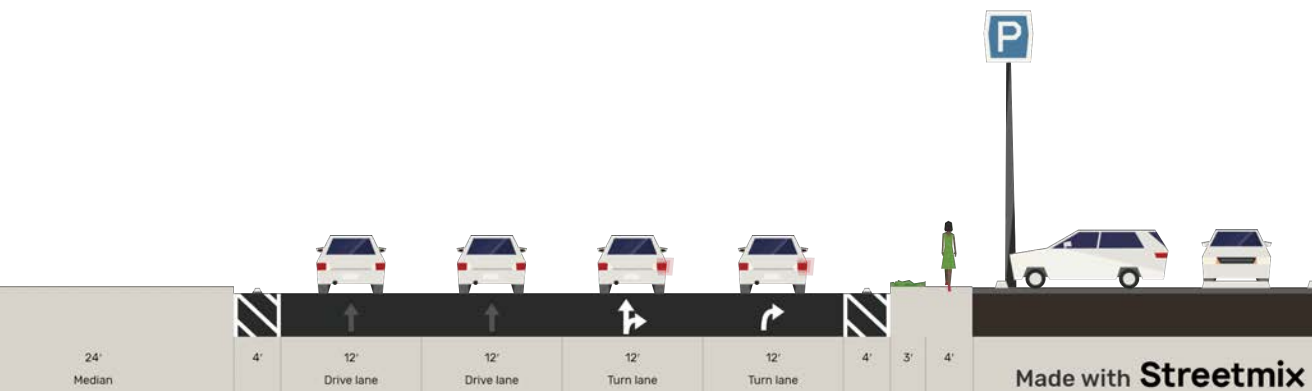 P
24' 4' 12' 12' 12' 12' 4' 3' 4'
Median Drive lane Drive lane Turn lane Turn lane
Made with Streetmix